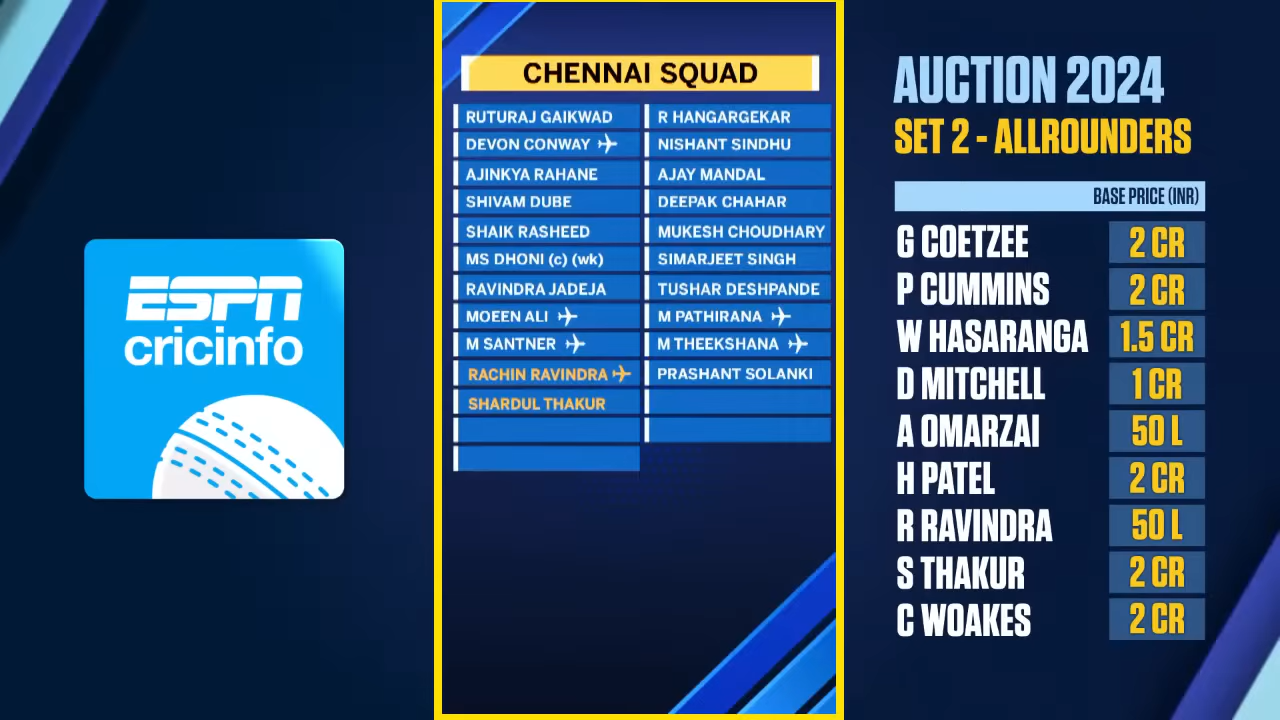 ESPN
cricinfo
CHENNAI SQUAD
RUTURAJ GAIKWAD
DEVON CONWAY
AJINKYA RAHANE
SHIVAM DUBE
SHAIK RASHEED
MS DHONI (c) (wk)
RAVINDRA JADEJA
MOEEN ALI
M SANTNER
RACHIN RAVINDRA
SHARDUL THAKUR
R HANGARGEKAR
NISHANT SINDHU
AJAY MANDAL
DEEPAK CHAHAR
MUKESH CHOUDHARY
SIMARJEET SINGH
TUSHAR DESHPANDE
M PATHIRANA
M THEEKSHANA
PRASHANT SOLANKI
AUCTION 2024
SET 2 - ALLROUNDERS
BASE PRICE (INR)
G COETZEE 2 CR
P CUMMINS 2 CR
W HASARANGA 1.5 CR
D MITCHELL 1 CR
A OMARZAI 50 L
H PATEL 2 CR
R RAVINDRA 50 L
S THAKUR 2 CR
C WOAKES 2 CR